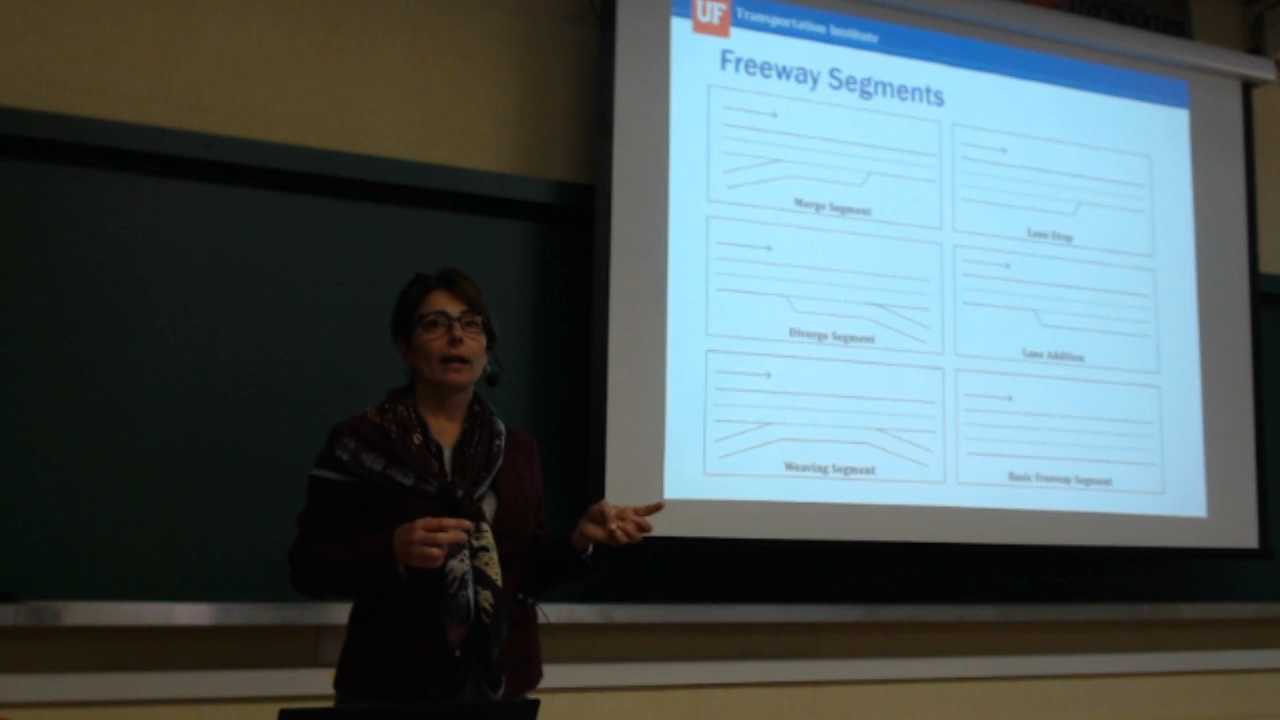 UF Transportation Institute
Freeway Segments
Merge Segment
Lane Drop
Diverge Segment
Lane Addition
Weaving Segment
Basic Freeway Segment